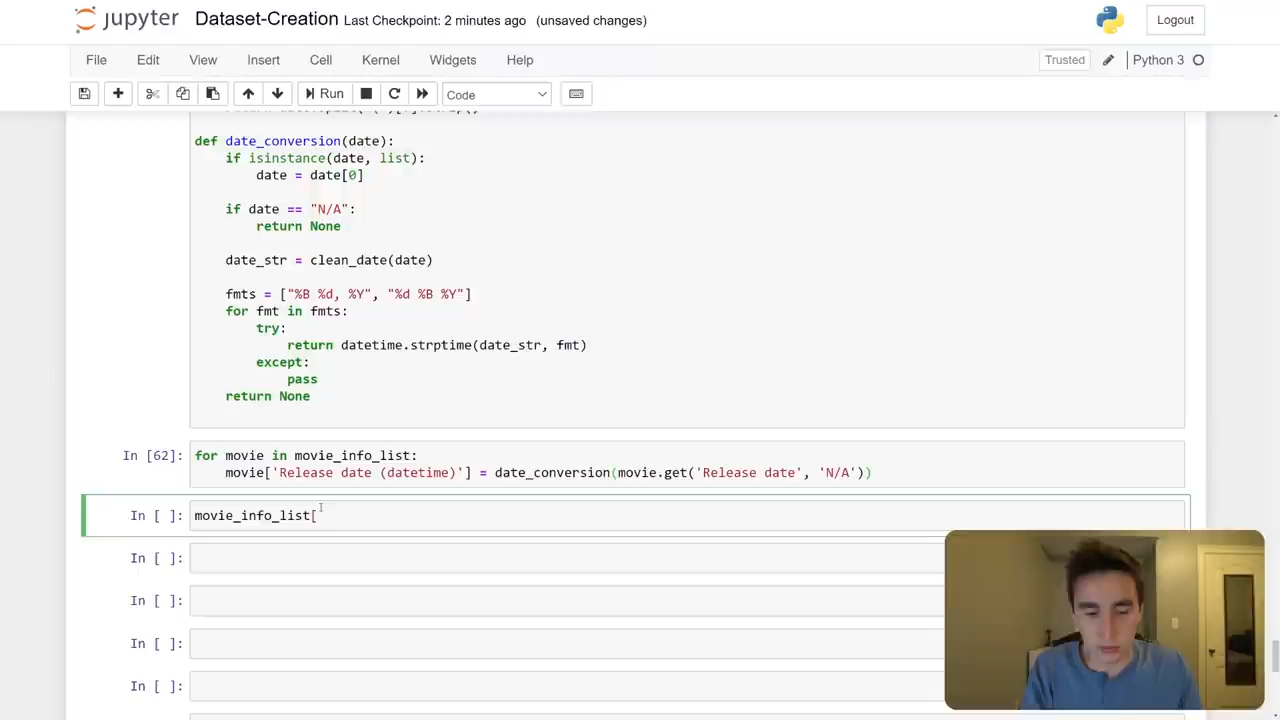 jupyter Dataset-Creation Last Checkpoint: 2 minutes ago (unsaved changes) Logout
File Edit View Insert Cell Kernel Widgets Help Trusted Python 3
Run Code
def date_conversion(date):
if isinstance(date, list):
date = date[0]
if date == "N/A":
return None
date_str = clean_date(date)
fmts = ["%B %d, %Y", "%d %B %Y"]
for fmt in fmts:
try:
return datetime.strptime(date_str, fmt)
except:
pass
return None
In [62]: for movie in movie_info_list:
movie['Release date (datetime)'] = date_conversion(movie.get('Release date', 'N/A'))
In [ ]: movie_info_list[
In [ ]:
In [ ]:
In [ ]:
In [ ]: